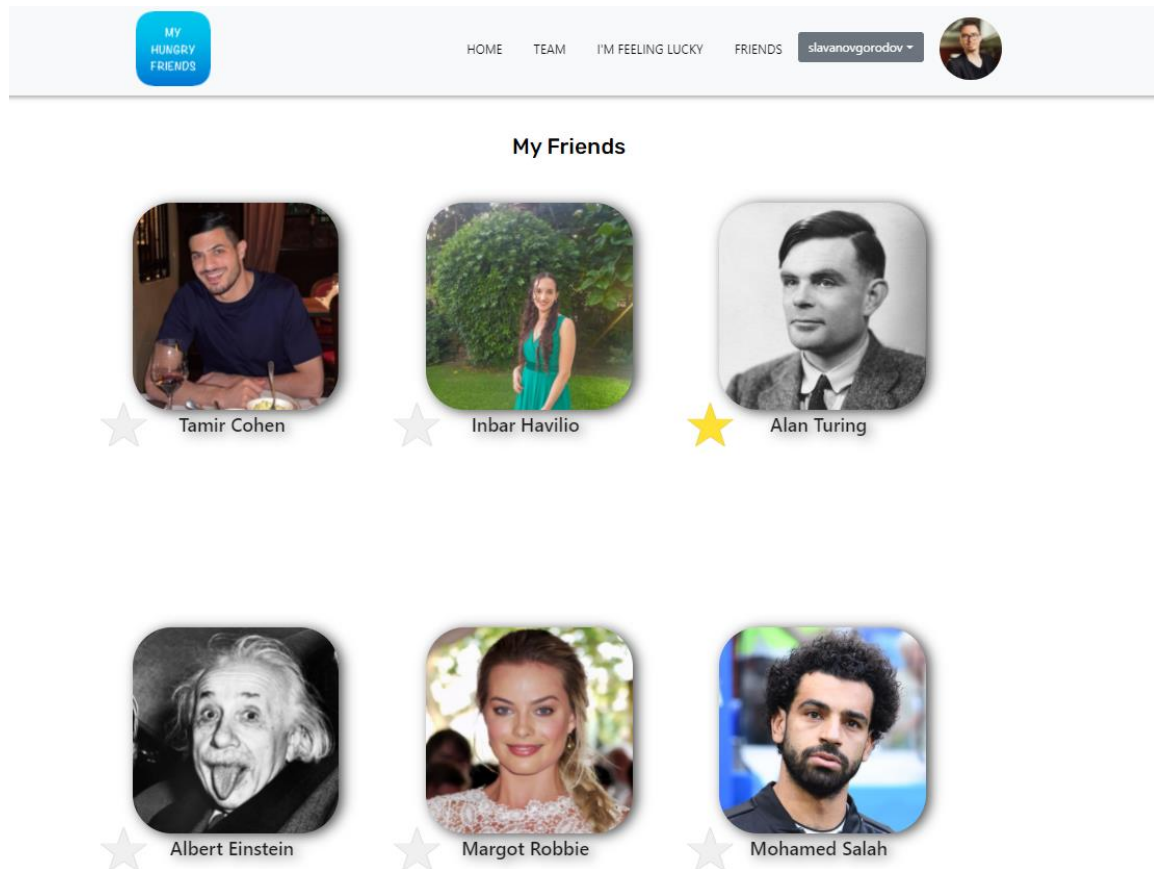 MY
HUNGRY
FRIENDS
HOME TEAM I'M FEELING LUCKY FRIENDS slavanovgorodov
My Friends
Tamir Cohen Inbar Havilio Alan Turing
Albert Einstein Margot Robbie Mohamed Salah